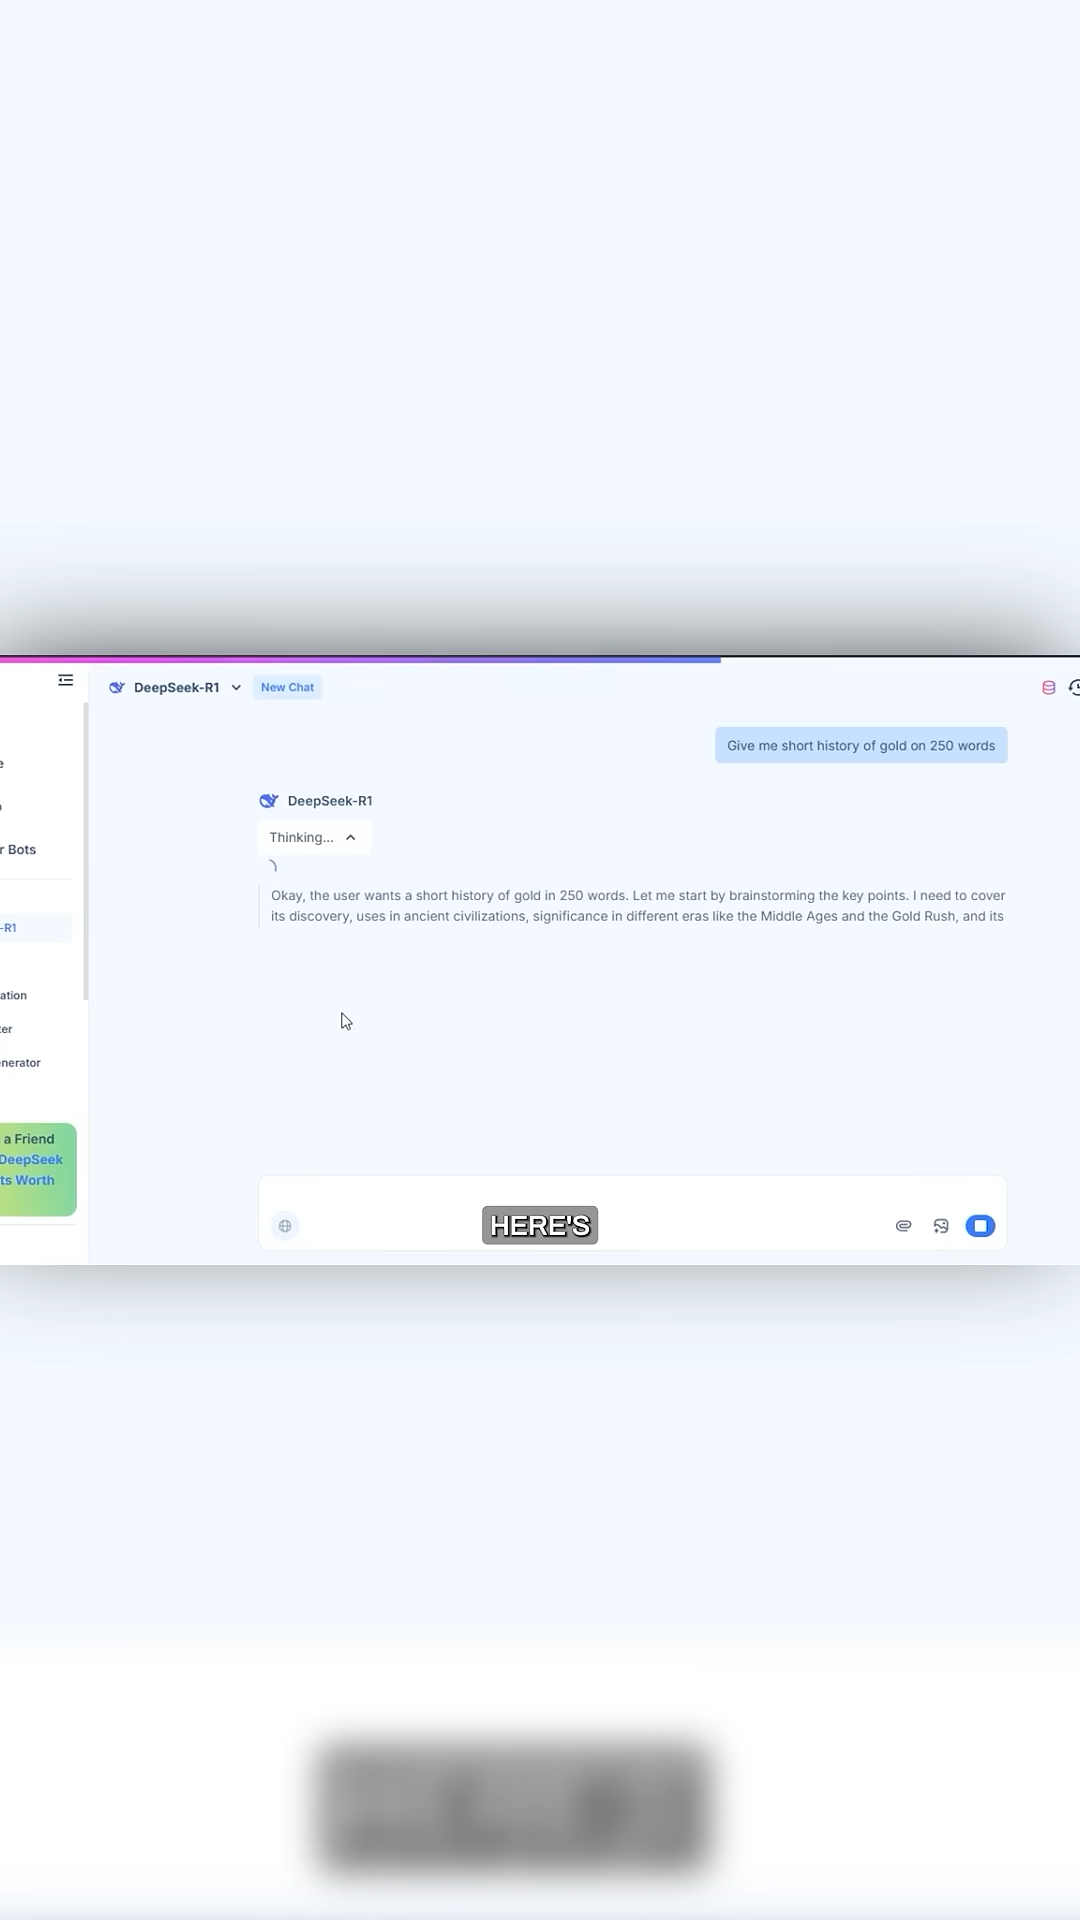 DeepSeek-R1
New Chat
Give me short history of gold on 250 words
DeepSeek-R1
Thinking...
Okay, the user wants a short history of gold in 250 words. Let me start by brainstorming the key points. I need to cover
its discovery, uses in ancient civilizations, significance in different eras like the Middle Ages and the Gold Rush, and its
e
r Bots
-R1
ation
ter
enerator
a Friend
DeepSeek
ts Worth
HERE'S